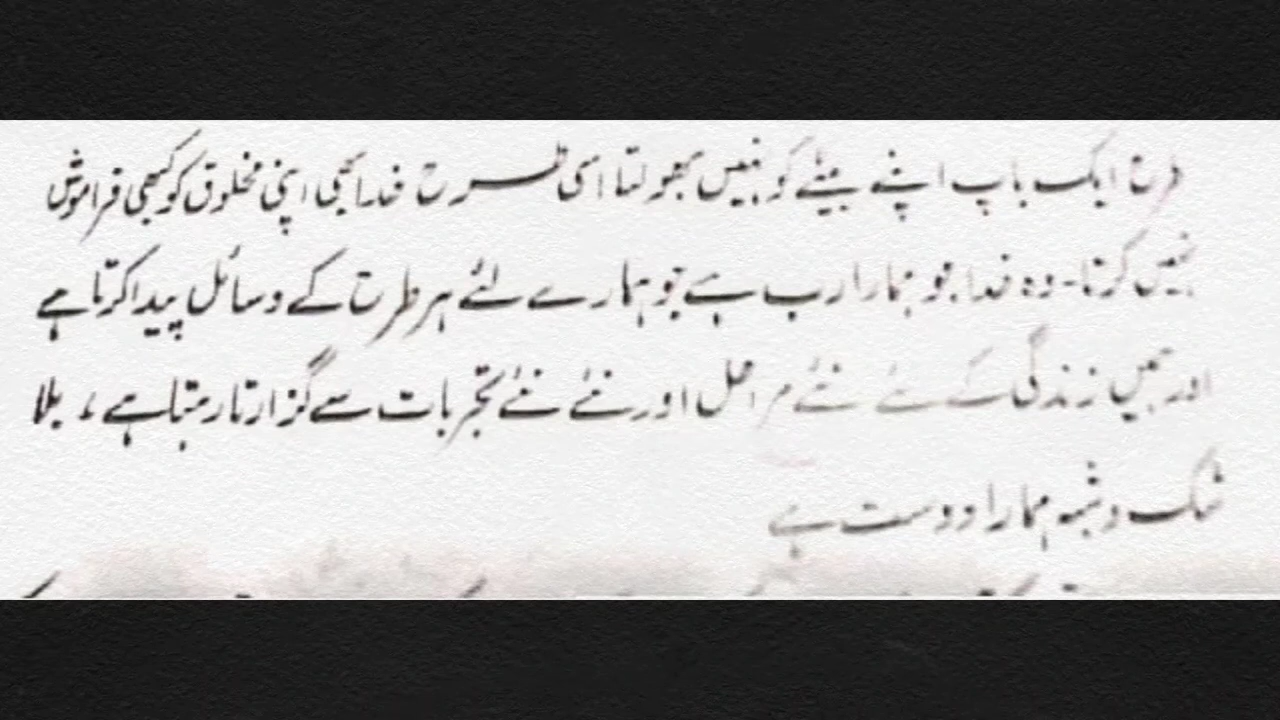 طرح ایک باپ اپنے بیٹے کو نہیں بھولتا اسی طرح خدا بھی اپنی مخلوق کو کبھی فراموش
نہیں کرتا۔ وہ خدا جو ہمارا رب ہے جو ہمارے لئے ہر طرح کے وسائل پیدا کرتا ہے
اور ہمیں زندگی کے نئے نئے مراحل اور نئے نئے تجربات سے گزارتا رہتا ہے، بلا
شک و شبہ ہمارا دوست ہے